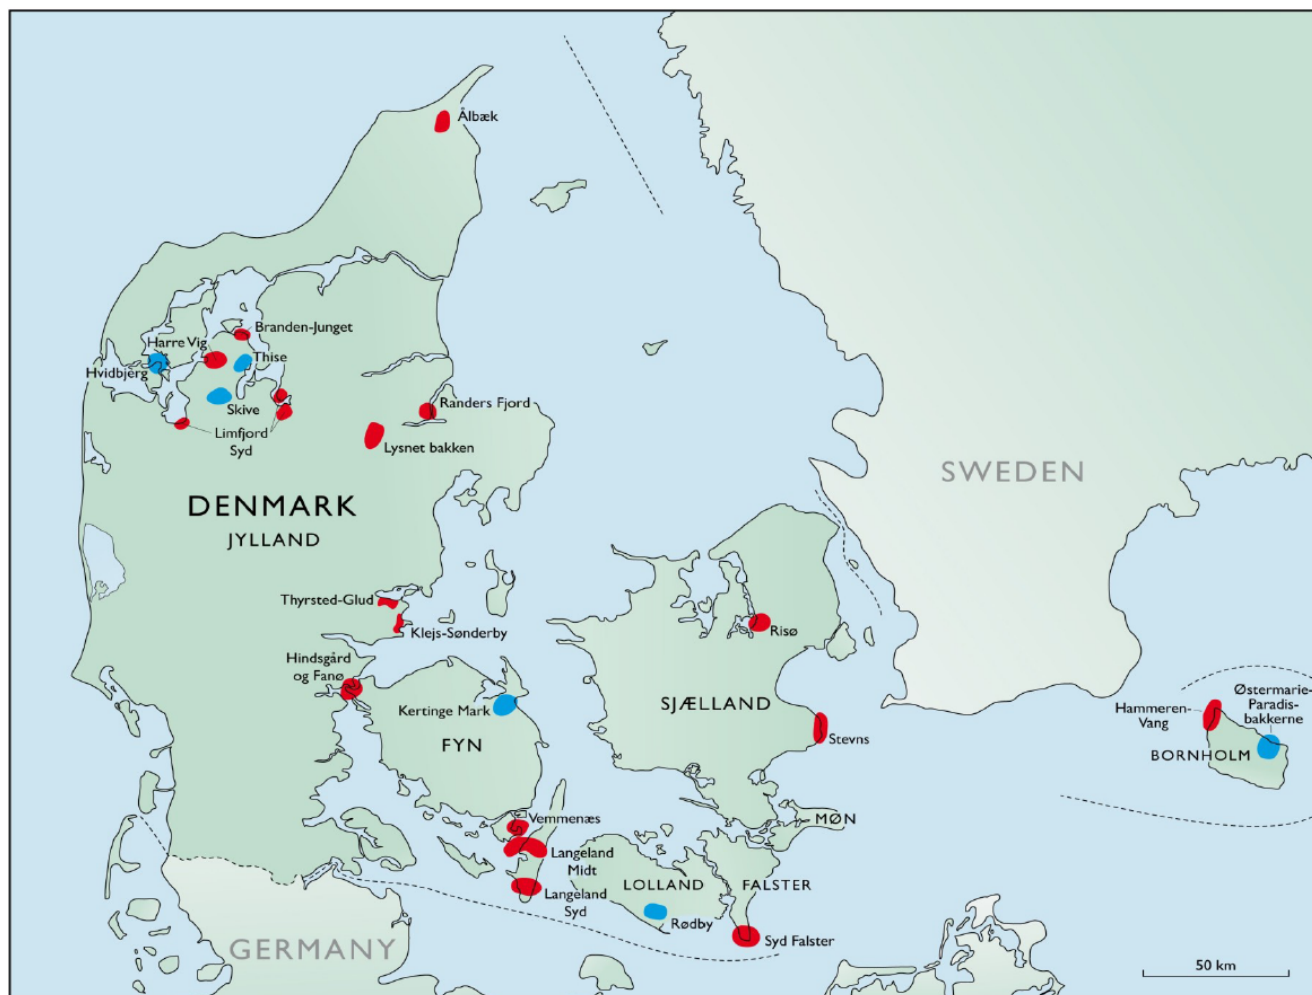 Ålbæk
Branden-Junget
Harre Vig
Thise
Hvidbjerg
Skive
Randers Fjord
Limfjord
Syd
Lysnet bakken
SWEDEN
DENMARK
JYLLAND
Thyrsted-Glud
Klejs-Sønderby
Risø
Hindsgård
og Fanø
Kertinge Mark
FYN
SJÆLLAND
Stevns
Østermarie-
Paradis-
bakkerne
Hammeren-
Vang
BORNHOLM
Vemmenæs
MØN
Langeland
Midt
LOLLAND
FALSTER
Langeland
Syd
Rødby
Syd Falster
GERMANY
50 km